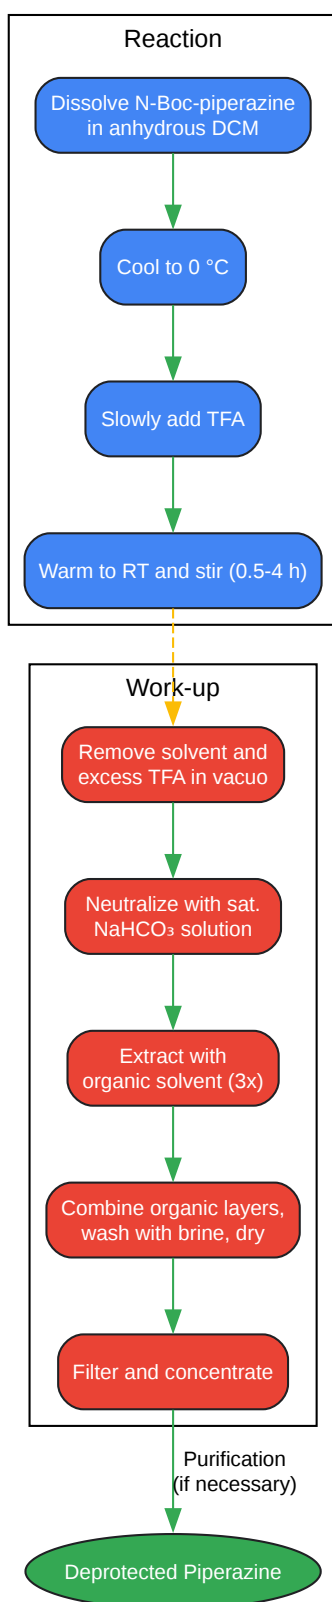 Reaction
Dissolve N-Boc-piperazine
in anhydrous DCM
Cool to 0 °C
Slowly add TFA
Warm to RT and stir (0.5-4 h)
Work-up
Remove solvent and
excess TFA in vacuo
Neutralize with sat.
NaHCO₃ solution
Extract with
organic solvent (3x)
Combine organic layers,
wash with brine, dry
Filter and concentrate
Purification
(if necessary)
Deprotected Piperazine